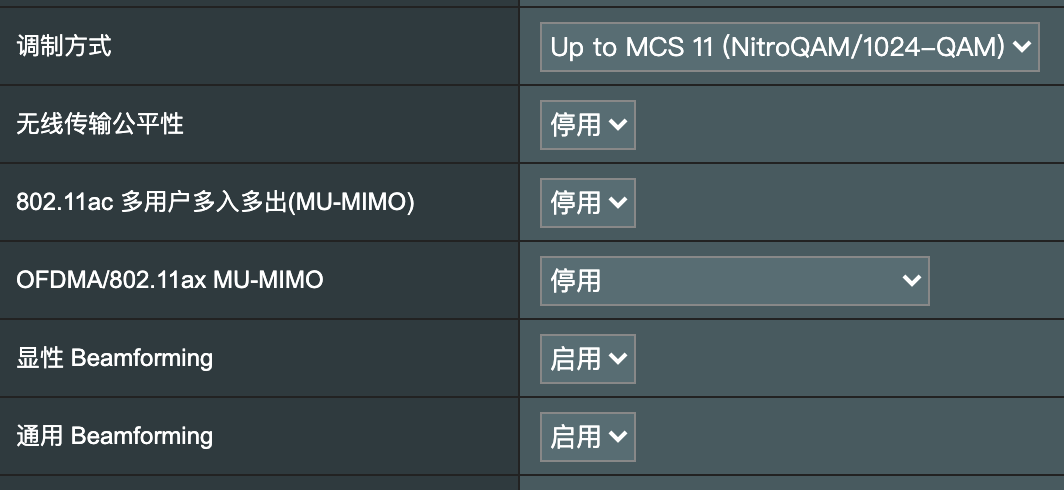 调制方式
Up to MCS 11 (NitroQAM/1024–QAM)
无线传输公平性
停用
802.11ac 多用户多入多出(MU-MIMO)
停用
OFDMA/802.11ax MU-MIMO
停用
显性 Beamforming
启用
通用 Beamforming
启用